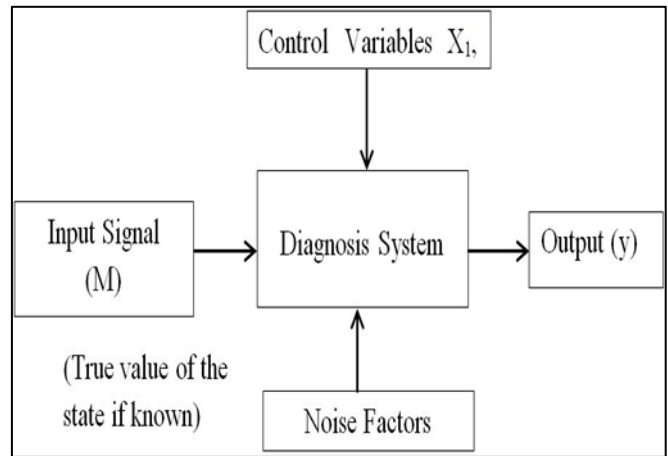 Control Variables X₁,
Input Signal
(M)
Diagnosis System
Output (y)
(True value of the
state if known)
Noise Factors